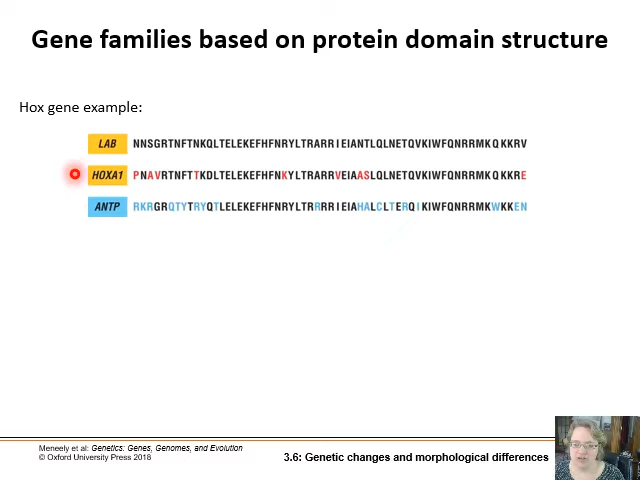 Gene families based on protein domain structure
Hox gene example:
LAB NNSGRTNFTNKQLTELEKEFHFNRYLTRARRIEIANTLQLNETQVKIWFQNRRMKQKKRV
HOXA1 PNAVRTNFTTKDLTELEKEFHFNKYLTRARRVEIAASLQLNETQVKIWFQNRRMKQKKRE
ANTP RKRGRQTYTRYQTLELEKEFHFNRYLTRRRRIEIAHALCLTERQIKIWFQNRRMKWKKEN
Meneely et al: Genetics: Genes, Genomes, and Evolution
© Oxford University Press 2018
3.6: Genetic changes and morphological differences